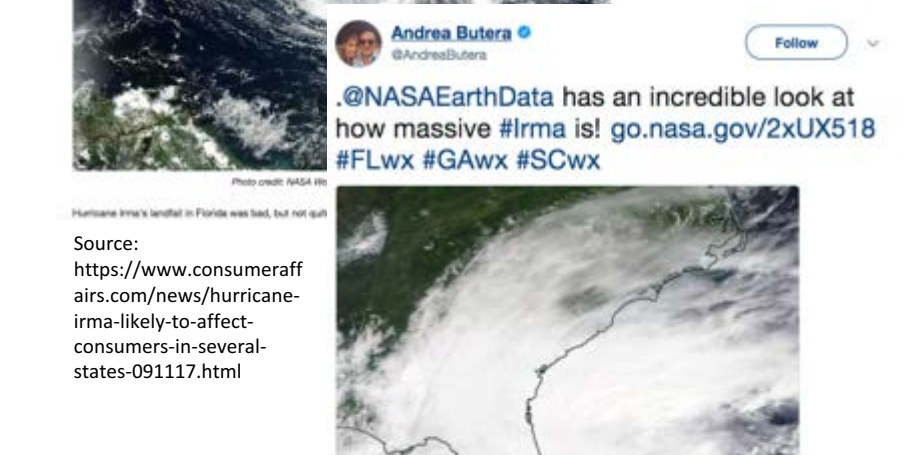 Andrea Butera
@AndreaButera
Follow
.@NASAEarthData has an incredible look at
how massive #Irma is! go.nasa.gov/2xUX518
#FLwx #GAwx #SCwx
Photo credit: NASA
Hurricane Irma's landfall in Florida was bad, but not
Source:
https://www.consumeraff
airs.com/news/hurricane-
irma-likely-to-affect-
consumers-in-several-
states-091117.html